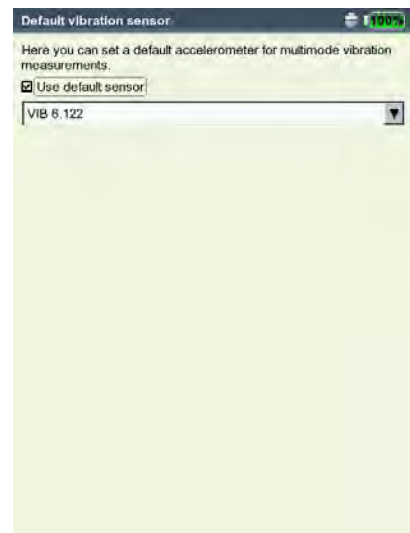 Default vibration sensor 100%
Here you can set a default accelerometer for multimode vibration
measurements.
Use default sensor
VIB 6.122